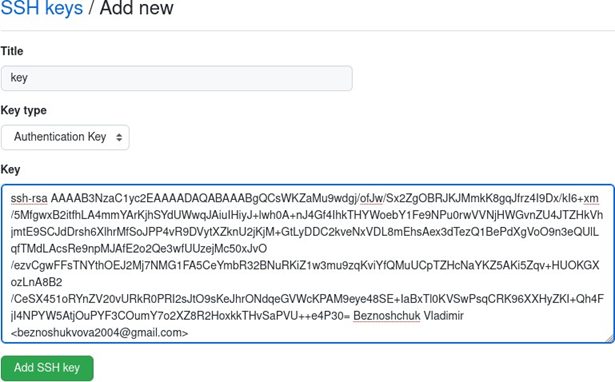 SSH keys / Add new
Title
key
Key type
Authentication Key
Key
ssh-rsa AAAAB3NzaC1yc2EAAAADAQABAAABgQCsWKZaMu9wdgj/ofJw/Sx2ZgOBRJKJMmkK8gqJfrz4I9Dx/kI6+xm
/5MfgwxB2itfhLA4mmYArKjhSYdUWwqJAiuIHiyJ+lwh0A+nJ4Gf4IhkTHYWoebY1Fe9NPu0rwVVNjHWGvnZU4JTZHkVh
jmtE9SCJdDrsh6XlhrMfSoJPP4vR9DVytXZknU2jKjM+GtLyDDC2kveNxVDL8mEhsAex3dTezQ1BePdXgVoO9n3eQUlL
qfTMdLAcsRe9npMJAfE2o2Qe3wfUUzejMc50xJvO
/ezvCgwFFsTNYthOEJ2Mj7NMG1FA5CeYmbR32BNuRKiZ1w3mu9zqKviYfQMuUCpTZHcNaYKZ5AKi5Zqv+HUOKGX
ozLnA8B2
/CeSX451oRYnZV20vURkR0PRI2sJtO9sKeJhrONdqeGVWcKPAM9eye48SE+IaBxTl0KVSwPsqCRK96XXHyZKI+Qh4F
jI4NPYW5AtjOuPYF3COumY7o2XZ8R2HoxkkTHvSaPVU++e4P30= Beznoshchuk Vladimir
<beznoshukvova2004@gmail.com>
Add SSH key